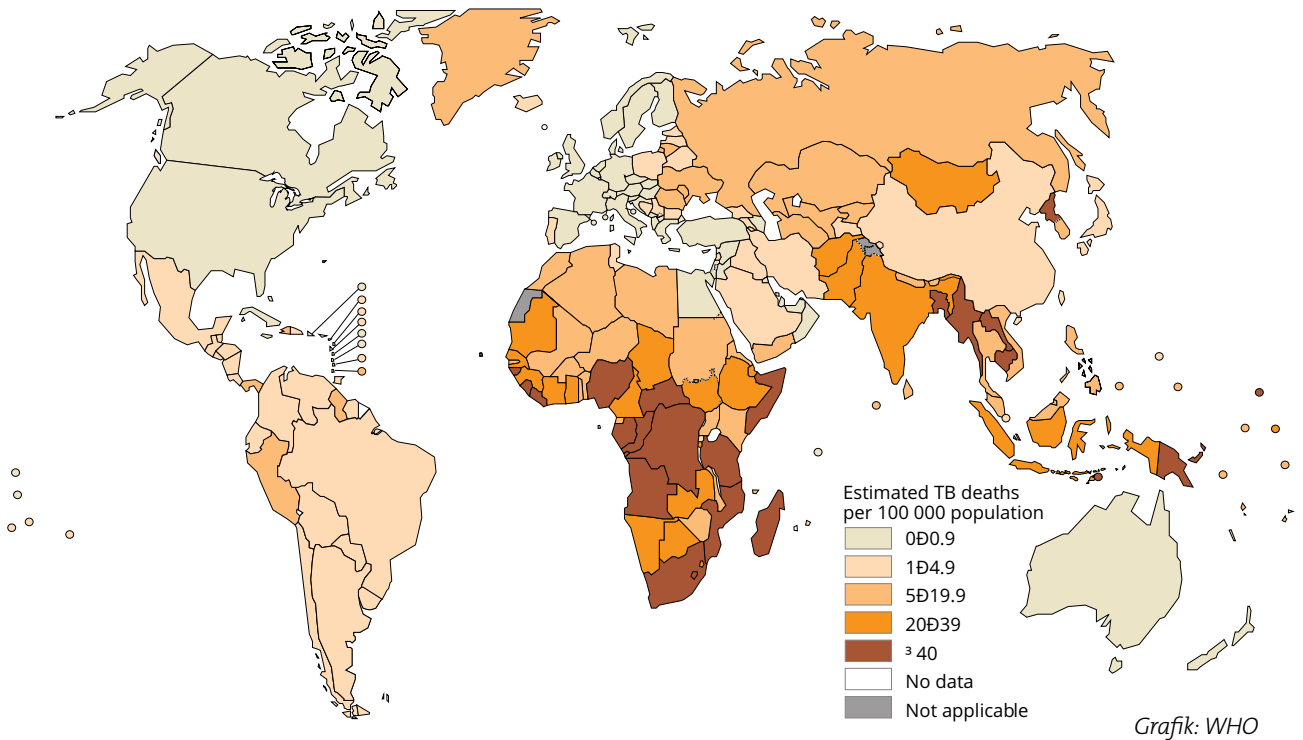 Estimated TB deaths
per 100 000 population
0Ð0.9
1Ð4.9
5Ð19.9
20Ð39
³ 40
No data
Not applicable
Grafik: WHO